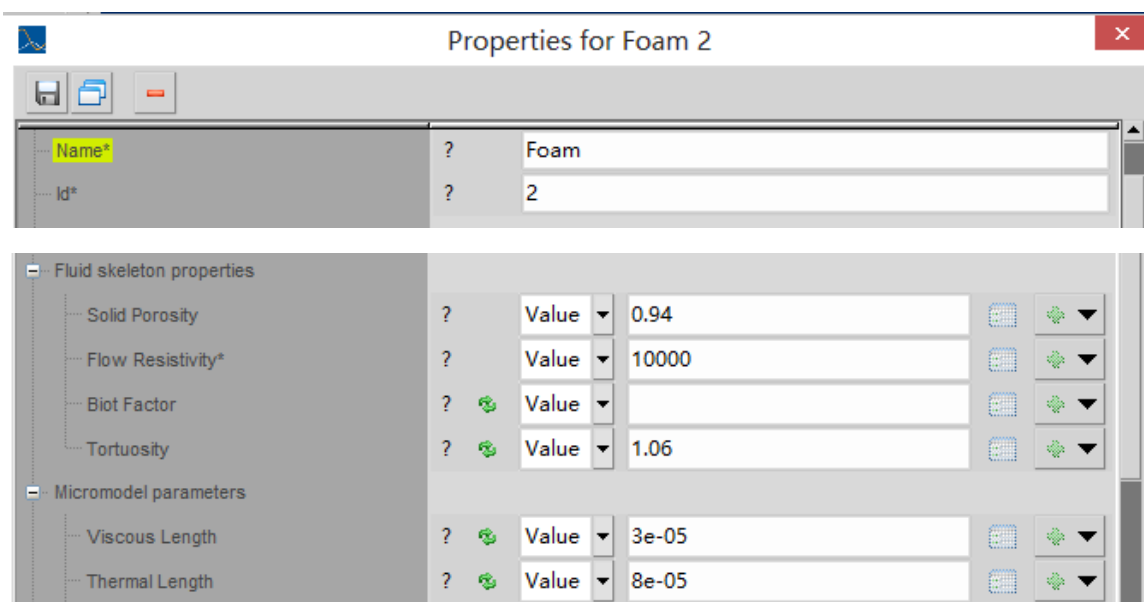 Properties for Foam 2
Name* ? Foam
Id* ? 2
Fluid skeleton properties
Solid Porosity ? Value 0.94
Flow Resistivity* ? Value 10000
Biot Factor ? Value
Tortuosity ? Value 1.06
Micromodel parameters
Viscous Length ? Value 3e-05
Thermal Length ? Value 8e-05